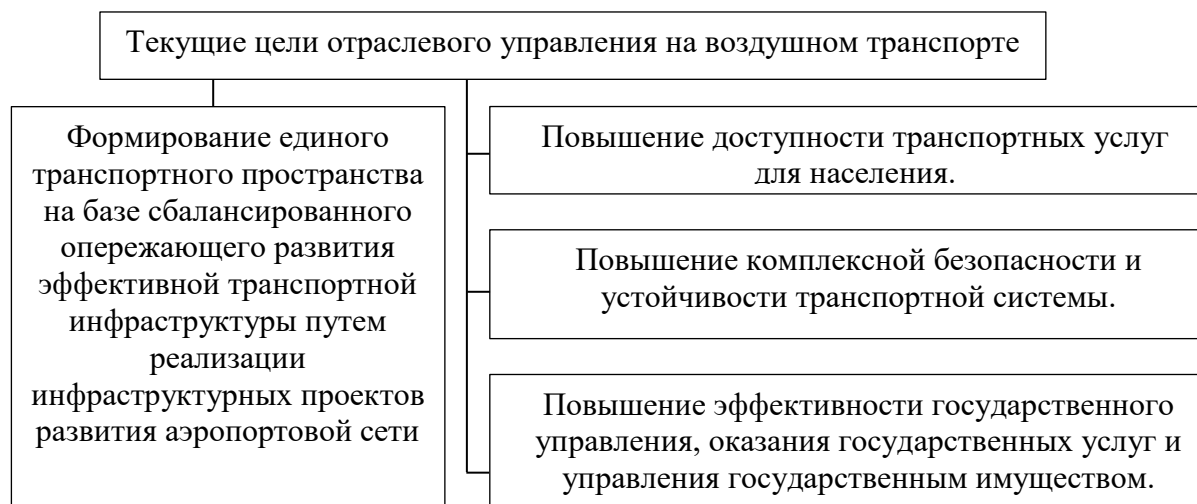 Текущие цели отраслевого управления на воздушном транспорте
Формирование единого
транспортного пространства
на базе сбалансированного
опережающего развития
эффективной транспортной
инфраструктуры путем
реализации
инфраструктурных проектов
развития аэропортовой сети
Повышение доступности транспортных услуг
для населения.
Повышение комплексной безопасности и
устойчивости транспортной системы.
Повышение эффективности государственного
управления, оказания государственных услуг и
управления государственным имуществом.